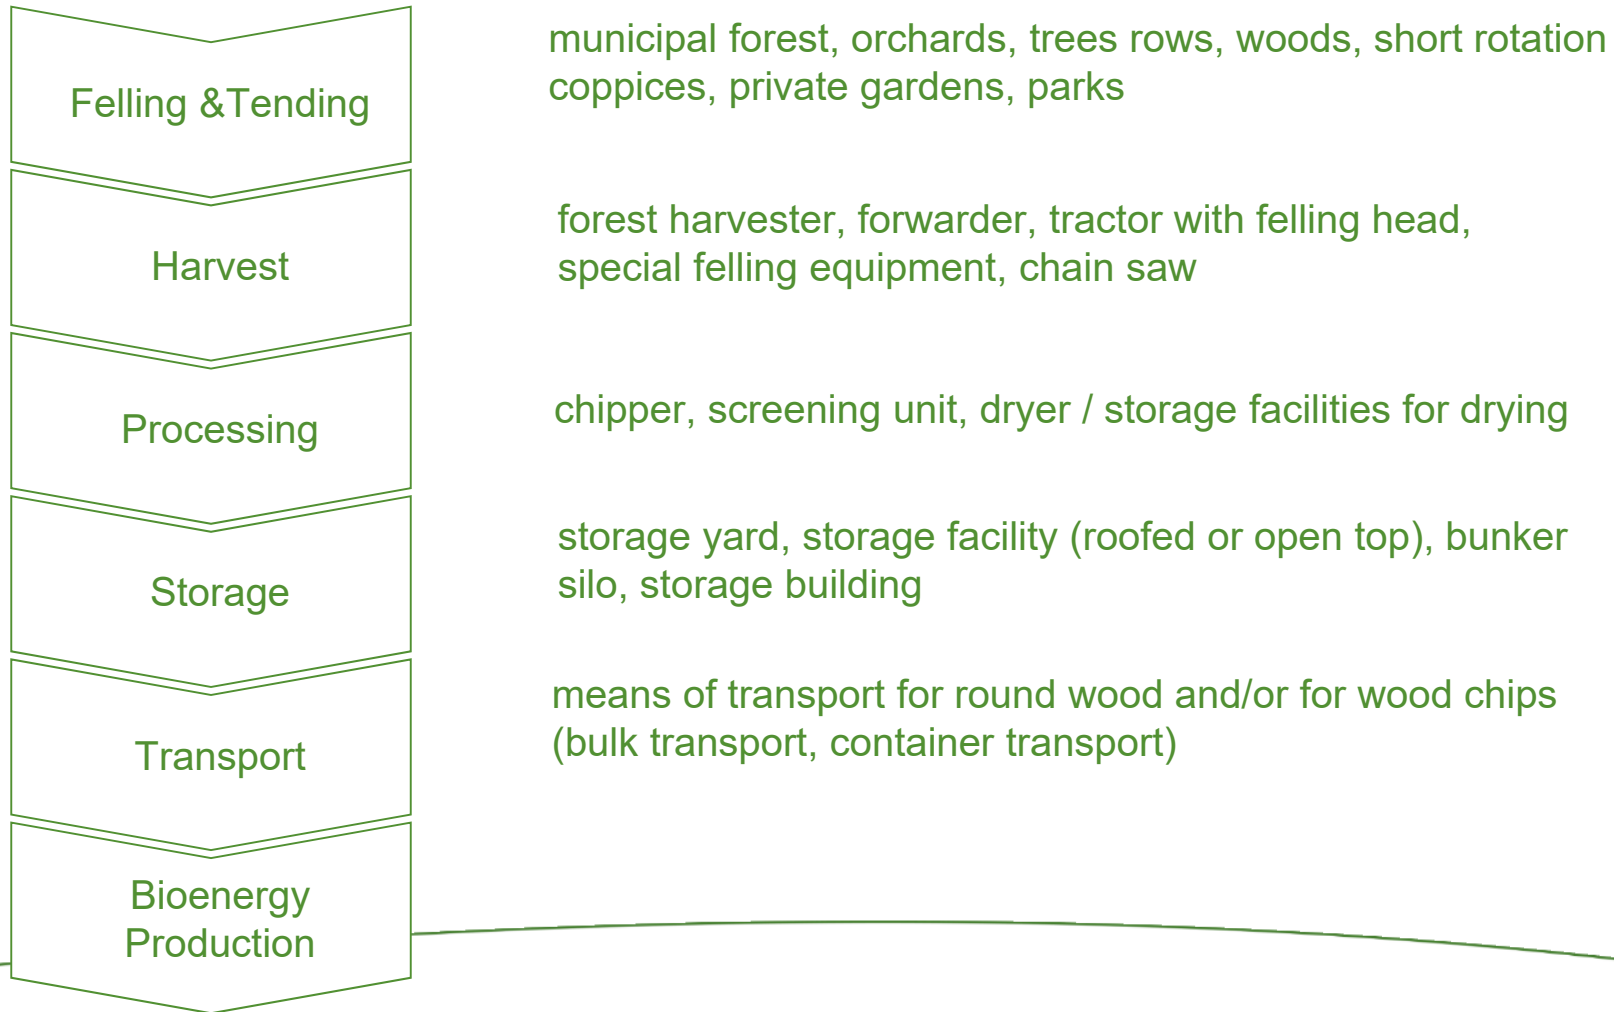 Felling &Tending
municipal forest, orchards, trees rows, woods, short rotation
coppices, private gardens, parks
Harvest
forest harvester, forwarder, tractor with felling head,
special felling equipment, chain saw
Processing
chipper, screening unit, dryer / storage facilities for drying
Storage
storage yard, storage facility (roofed or open top), bunker
silo, storage building
Transport
means of transport for round wood and/or for wood chips
(bulk transport, container transport)
Bioenergy
Production